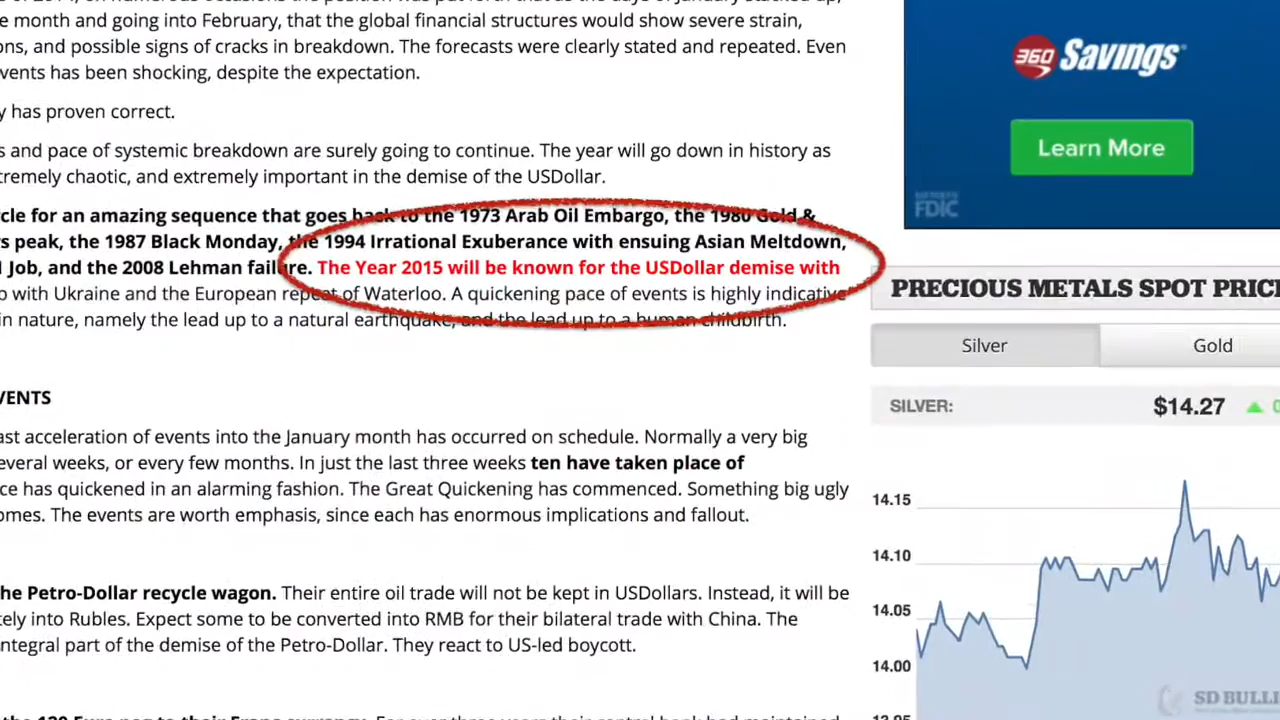 e month and going into February, that the global financial structures would show severe strain,
ons, and possible signs of cracks in breakdown. The forecasts were clearly stated and repeated. Even
vents has been shocking, despite the expectation.
y has proven correct.
s and pace of systemic breakdown are surely going to continue. The year will go down in history as
tremely chaotic, and extremely important in the demise of the USDollar.
cle for an amazing sequence that goes back to the 1973 Arab Oil Embargo, the 1980 Gold &
rs peak, the 1987 Black Monday, the 1994 Irrational Exuberance with ensuing Asian Meltdown,
l Job, and the 2008 Lehman failure. The Year 2015 will be known for the USDollar demise with
o with Ukraine and the European repeat of Waterloo. A quickening pace of events is highly indicative
in nature, namely the lead up to a natural earthquake, and the lead up to a human childbirth.
VENTS
ast acceleration of events into the January month has occurred on schedule. Normally a very big
everal weeks, or every few months. In just the last three weeks ten have taken place of
ce has quickened in an alarming fashion. The Great Quickening has commenced. Something big ugly
omes. The events are worth emphasis, since each has enormous implications and fallout.
he Petro-Dollar recycle wagon. Their entire oil trade will not be kept in USDollars. Instead, it will be
tely into Rubles. Expect some to be converted into RMB for their bilateral trade with China. The
ntegral part of the demise of the Petro-Dollar. They react to US-led boycott.
360 Savings
Learn More
FDIC
PRECIOUS METALS SPOT PRIC
Silver
Gold
SILVER:
$14.27
14.15
14.10
14.05
14.00
SD BULLI